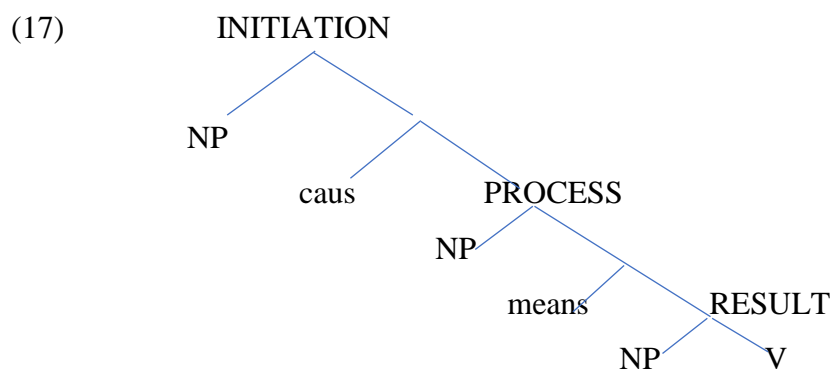 (17) INITIATION
NP
caus PROCESS
NP
means RESULT
NP V